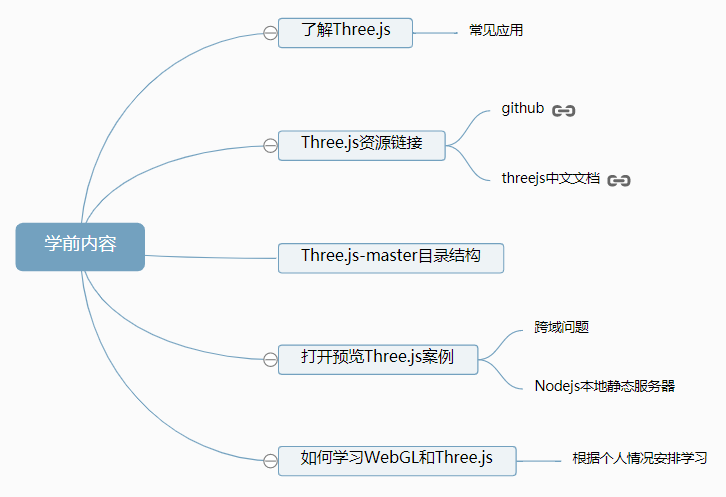 学前内容
了解Three.js
常见应用
Three.js资源链接
github
threejs中文文档
Three.js-master目录结构
打开预览Three.js案例
跨域问题
Nodejs本地静态服务器
如何学习WebGL和Three.js
根据个人情况安排学习